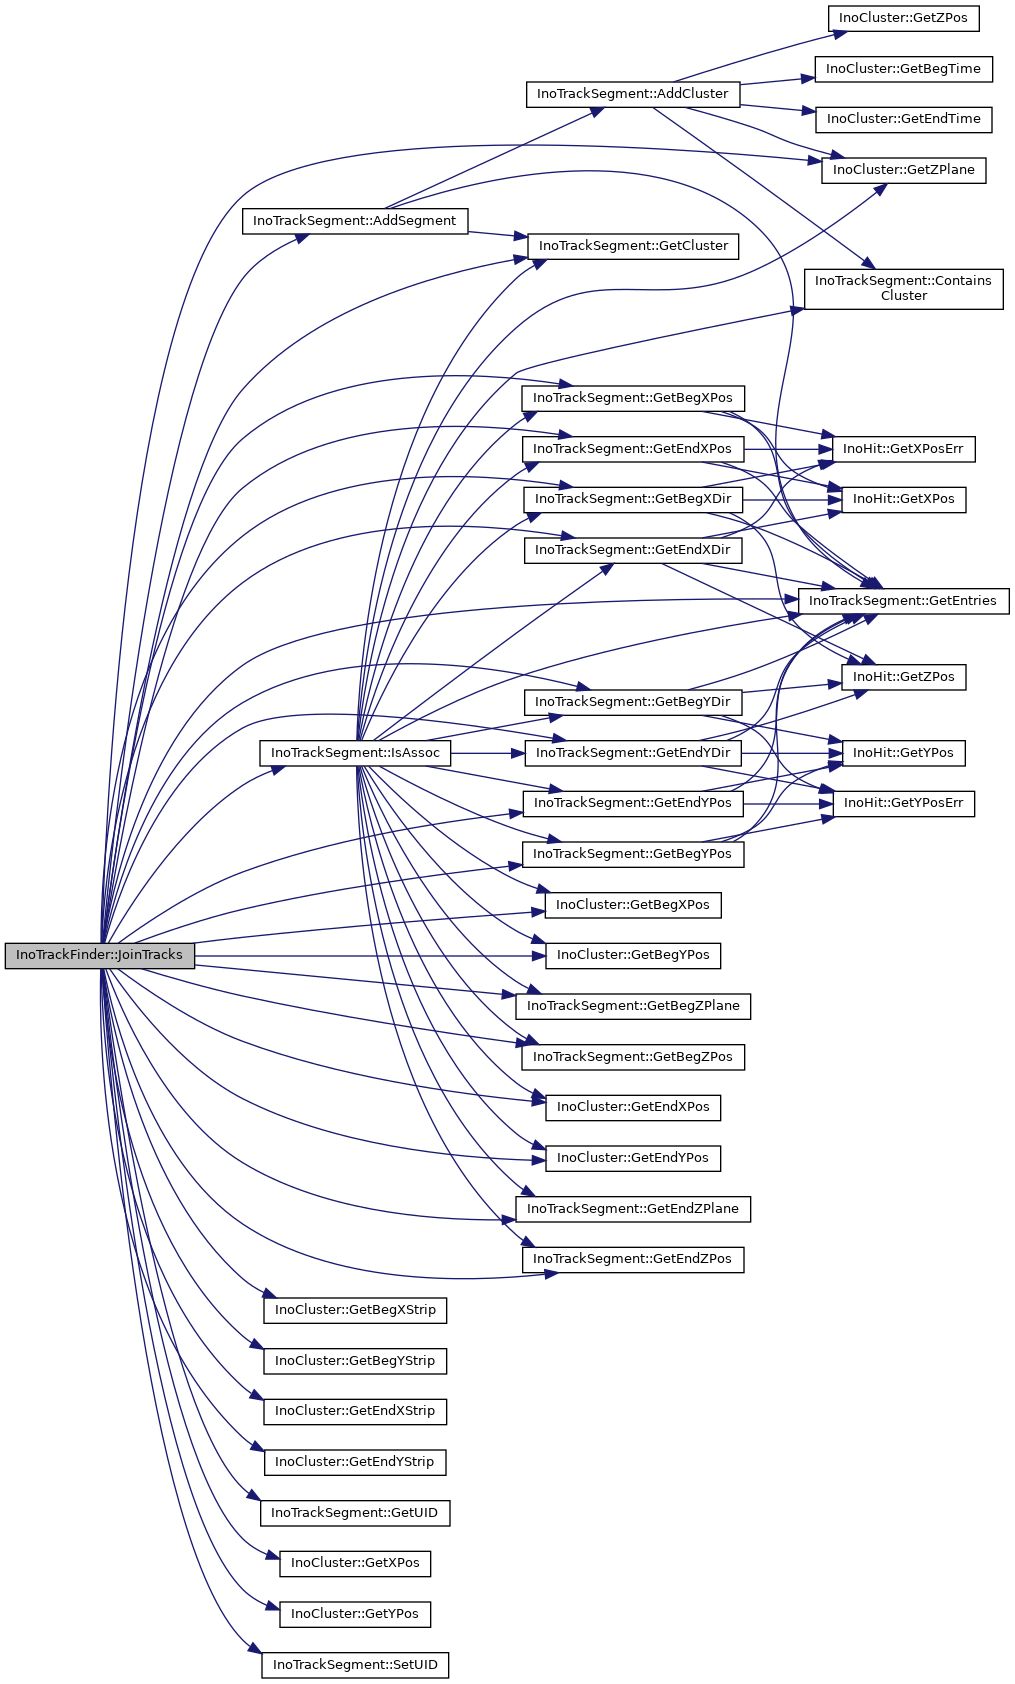 InoCluster::GetZPos
InoCluster::GetBegTime
InoTrackSegment::AddCluster
InoCluster::GetEndTime
InoCluster::GetZPlane
InoTrackSegment::AddSegment
InoTrackSegment::GetCluster
InoTrackSegment::Contains
Cluster
InoTrackSegment::GetBegXPos
InoTrackSegment::GetEndXPos
InoHit::GetXPosErr
InoTrackSegment::GetBegXDir
InoHit::GetXPos
InoTrackSegment::GetEndXDir
InoTrackSegment::GetEntries
InoHit::GetZPos
InoTrackSegment::GetBegYDir
InoTrackSegment::IsAssoc
InoTrackSegment::GetEndYDir
InoHit::GetYPos
InoTrackSegment::GetEndYPos
InoHit::GetYPosErr
InoTrackSegment::GetBegYPos
InoCluster::GetBegXPos
InoTrackFinder::JoinTracks
InoCluster::GetBegYPos
InoTrackSegment::GetBegZPlane
InoTrackSegment::GetBegZPos
InoCluster::GetEndXPos
InoCluster::GetEndYPos
InoTrackSegment::GetEndZPlane
InoTrackSegment::GetEndZPos
InoCluster::GetBegXStrip
InoCluster::GetBegYStrip
InoCluster::GetEndXStrip
InoCluster::GetEndYStrip
InoTrackSegment::GetUID
InoCluster::GetXPos
InoCluster::GetYPos
InoTrackSegment::SetUID